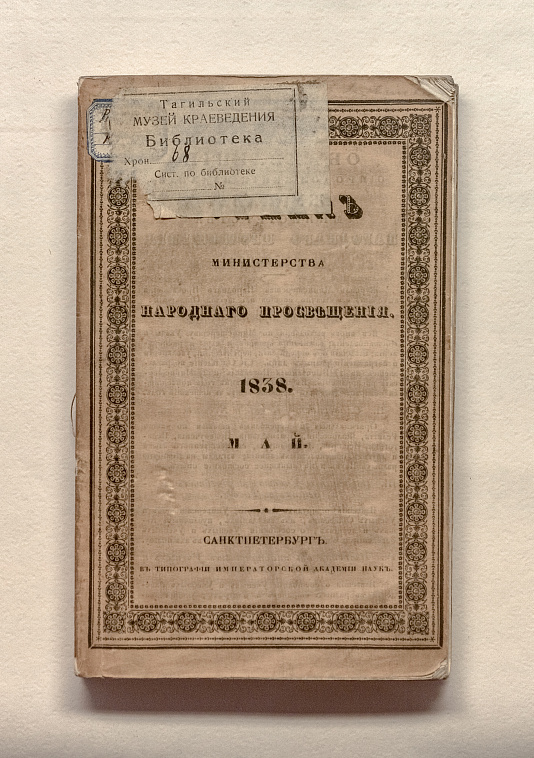 Тагильский
МУЗЕЙ КРАЕВЕДЕНИЯ
Библиотека
Хрон. 68
Сист. по библиотеке
№
МИНИСТЕРСТВА
НАРОДНАГО ПРОСВѢЩЕНІЯ.
1838.
МАЙ.
САНКТПЕТЕРБУРГЪ.
ВЪ ТИПОГРАФІИ ИМПЕРАТОРСКОЙ АКАДЕМІИ НАУКЪ.